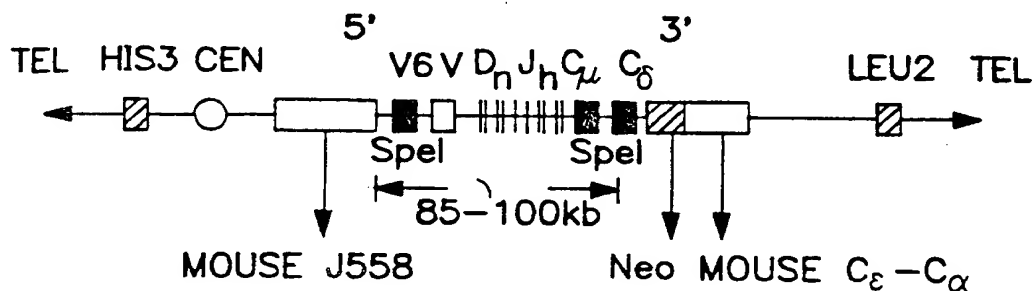 5' 3'
TEL HIS3 CEN V6 V Dn Jh Cμ Cδ LEU2 TEL
SpeI SpeI
85-100kb
MOUSE J558 Neo MOUSE Cε-Cα